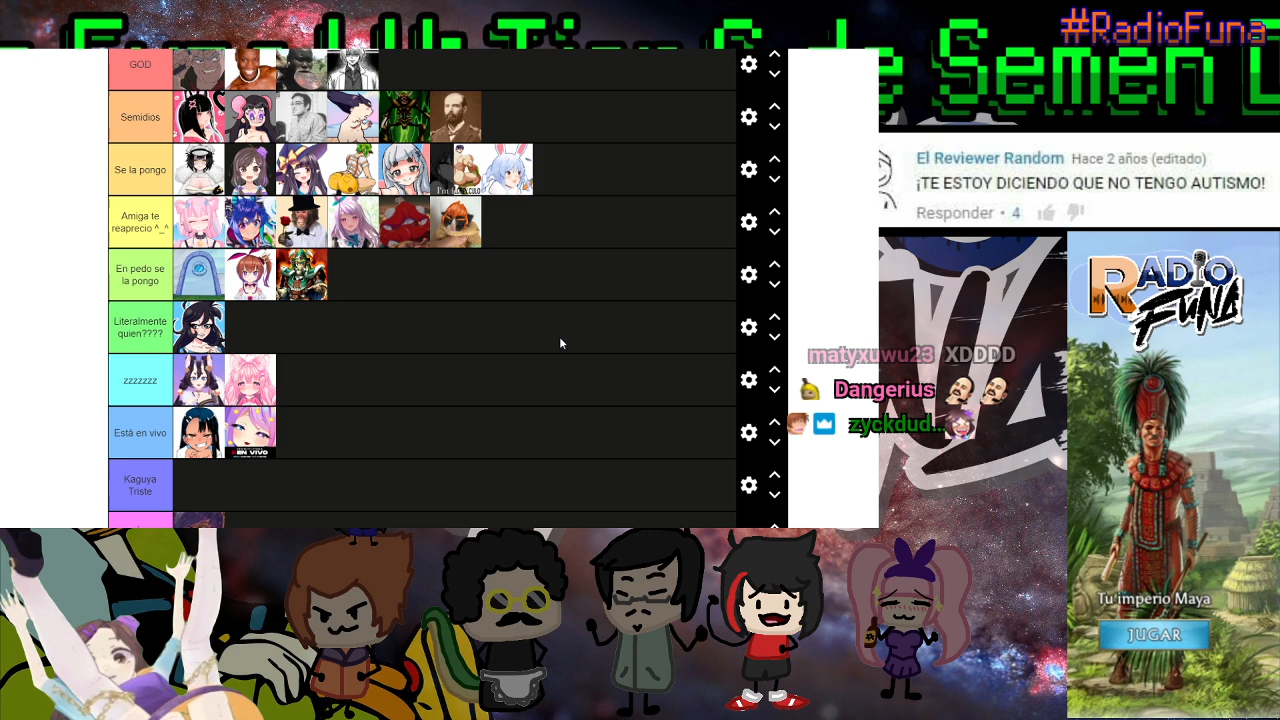 #RadioFuna
de Semen
GOD
Semidios
Se la pongo
Amiga te
reaprecio ^_^
En pedo se
la pongo
Literalmente
quien????
zzzzzzz
Está en vivo
EN VIVO
Kaguya
Triste
El Reviewer Random Hace 2 años (editado)
¡TE ESTOY DICIENDO QUE NO TENGO AUTISMO!
Responder • 4
RADIO
FUNA
matyxuwu23 XDDDD
Dangerius
zyckdud...
Tu imperio Maya
JUGAR